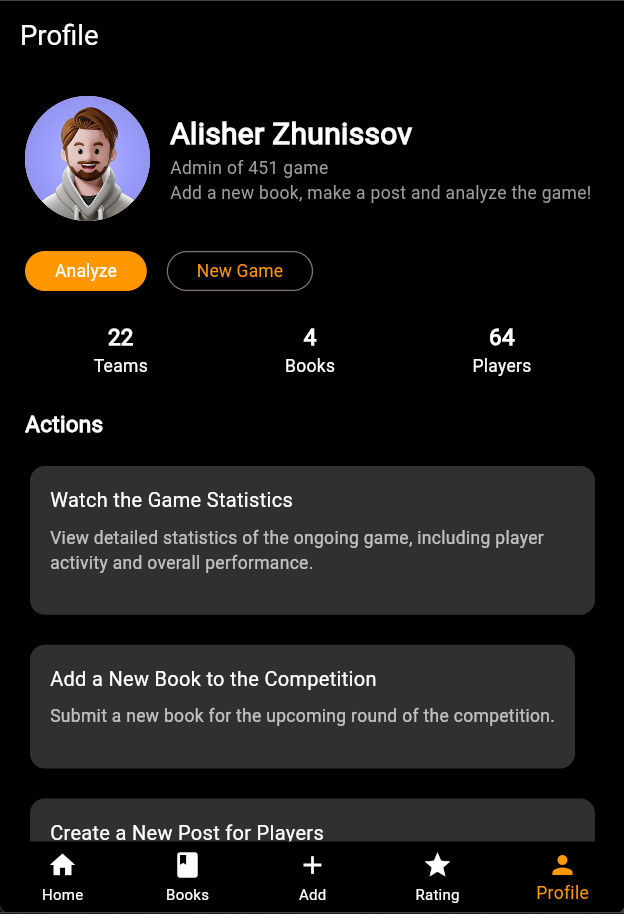 Profile
Alisher Zhunissov
Admin of 451 game
Add a new book, make a post and analyze the game!
Analyze
New Game
22
4
64
Teams
Books
Players
Actions
Watch the Game Statistics
View detailed statistics of the ongoing game, including player
activity and overall performance.
Add a New Book to the Competition
Submit a new book for the upcoming round of the competition.
Create a New Post for Players
Home
Books
Add
Rating
Profile